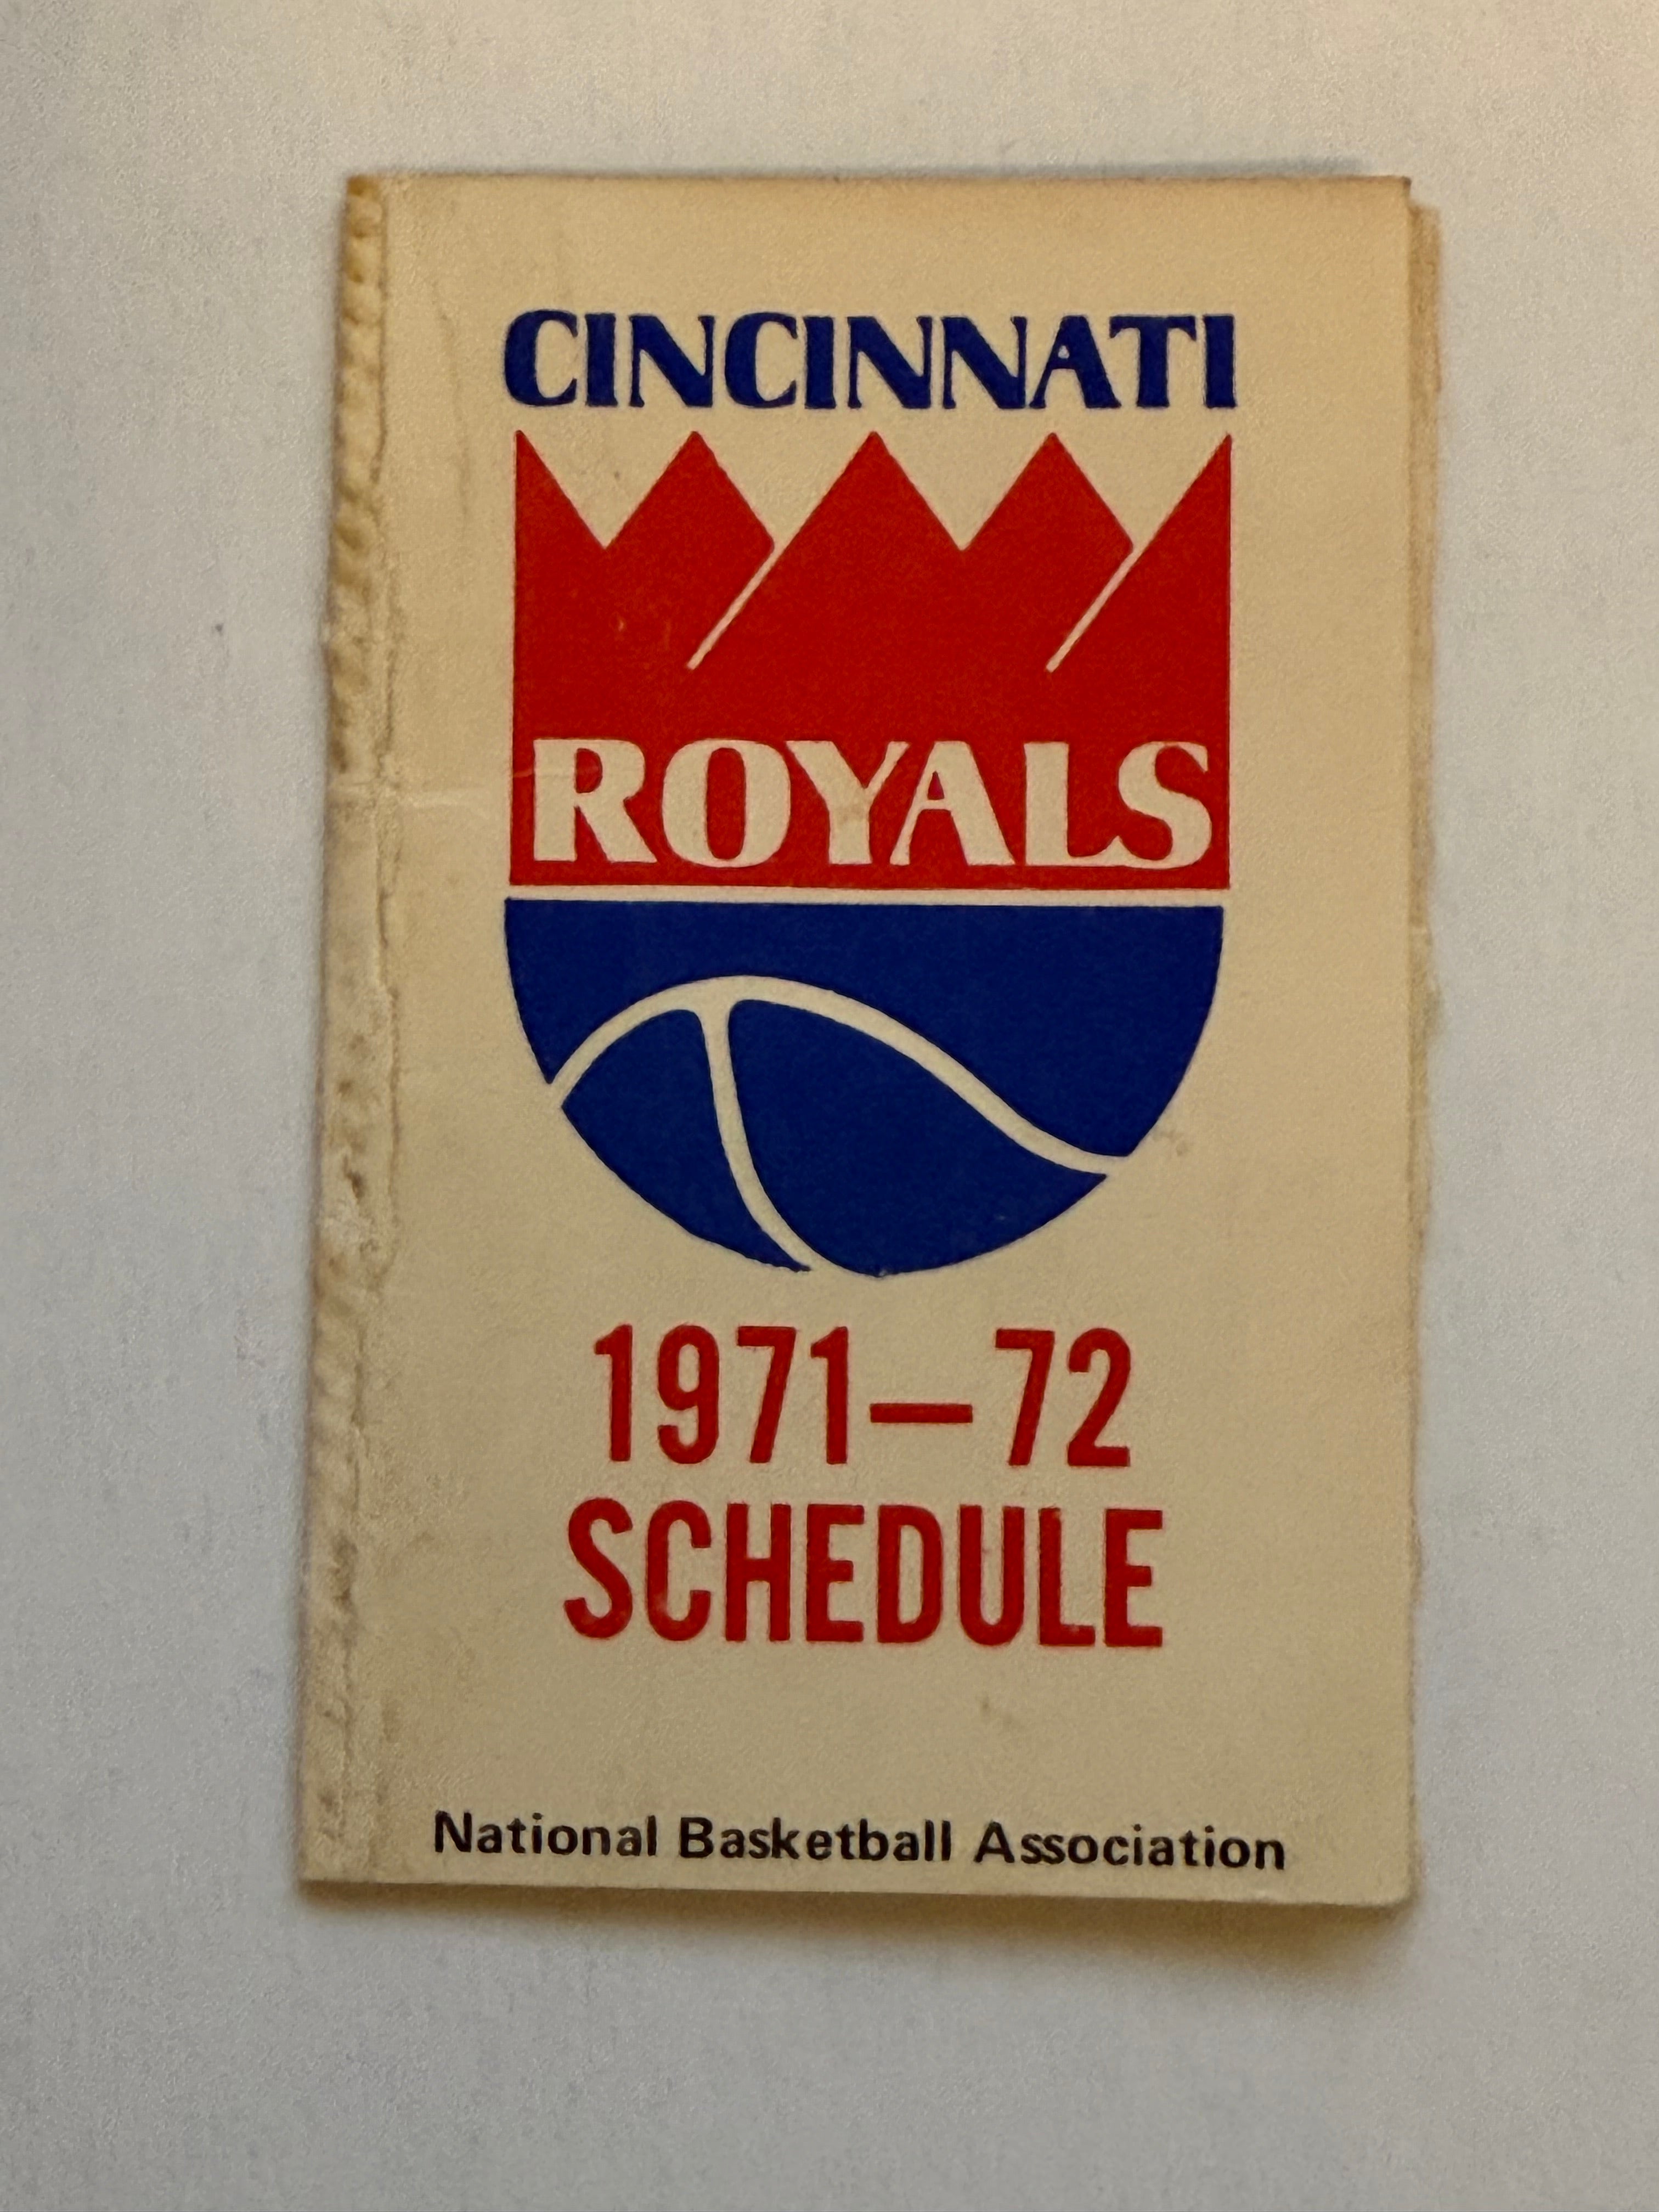 CINCINNATI
ROYALS
1971—72
SCHEDULE
National Basketball Association